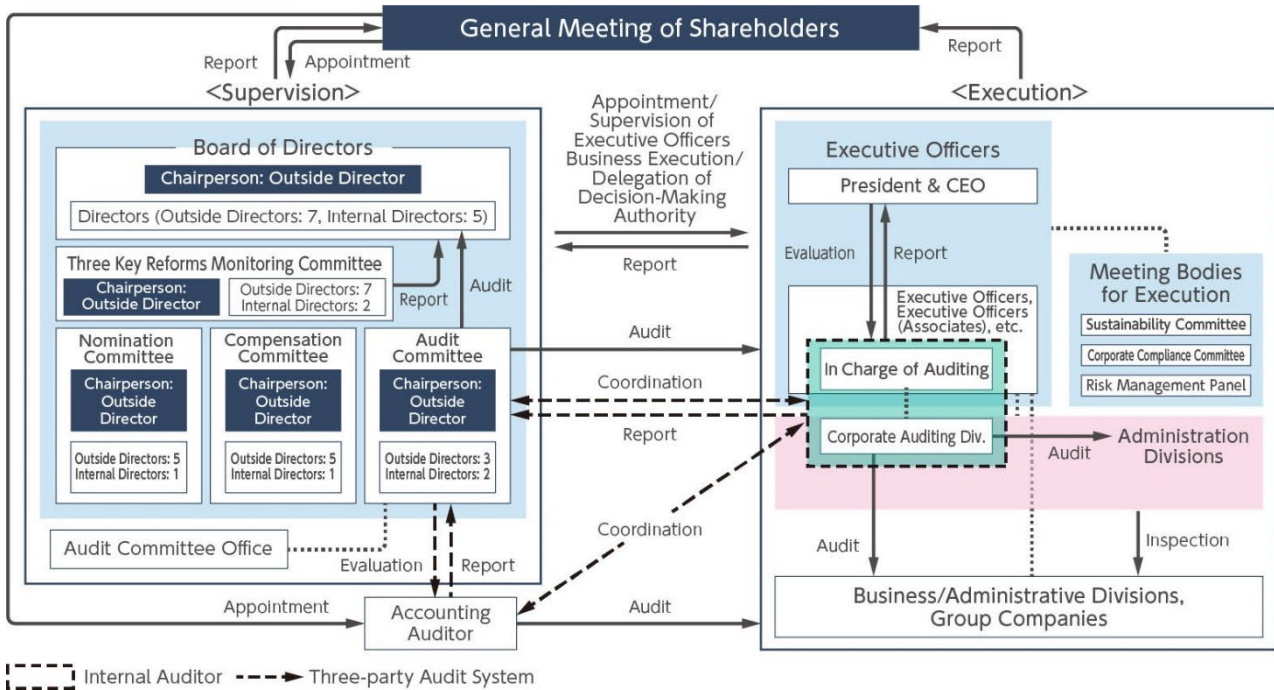 General Meeting of Shareholders
Report
Appointment
Report
<Supervision>
<Execution>
Board of Directors
Chairperson: Outside Director
Directors (Outside Directors: 7, Internal Directors: 5)
Three Key Reforms Monitoring Committee
Chairperson:
Outside Director
Outside Directors: 7
Internal Directors: 2
Report
Audit
Nomination
Committee
Chairperson:
Outside
Director
Outside Directors: 5
Internal Directors: 1
Compensation
Committee
Chairperson:
Outside
Director
Outside Directors: 5
Internal Directors: 1
Audit
Committee
Chairperson:
Outside
Director
Outside Directors: 3
Internal Directors: 2
Audit Committee Office
Evaluation
Report
Appointment
Accounting
Auditor
Appointment/
Supervision of
Executive Officers
Business Execution/
Delegation of
Decision-Making
Authority
Report
Audit
Coordination
Report
Coordination
Audit
Executive Officers
President & CEO
Evaluation
Report
Executive Officers,
Executive Officers
(Associates), etc.
In Charge of Auditing
Corporate Auditing Div.
Audit
Administration
Divisions
Meeting Bodies
for Execution
Sustainability Committee
Corporate Compliance Committee
Risk Management Panel
Audit
Inspection
Business/Administrative Divisions,
Group Companies
Internal Auditor
Three-party Audit System